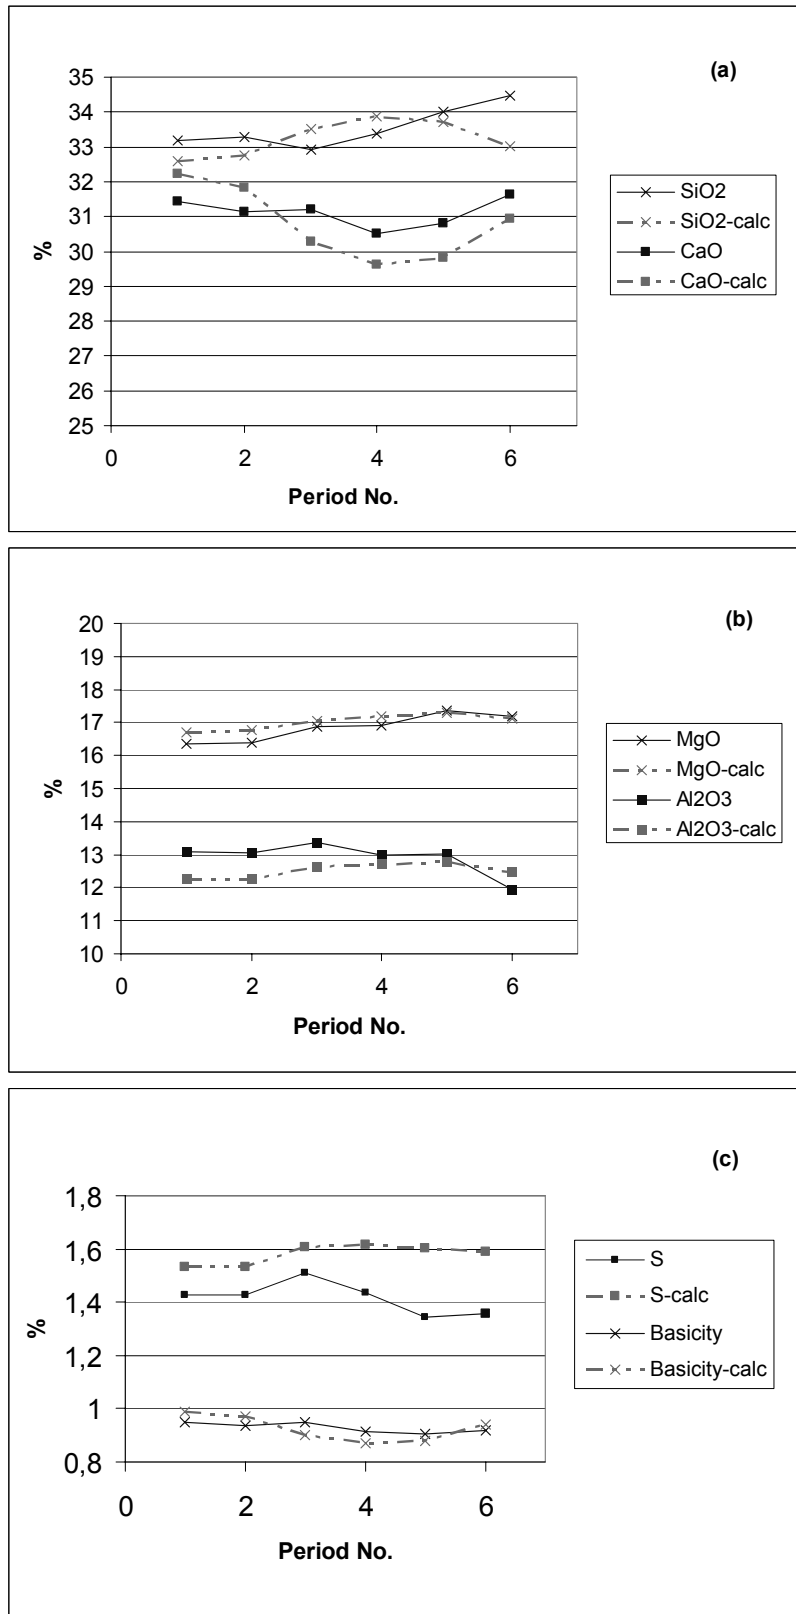 (a)
35
34
33
32
31
30
29
28
27
26
25
%
0 2 4 6
Period No.
SiO2
SiO2-calc
CaO
CaO-calc
(b)
20
19
18
17
16
15
14
13
12
11
10
%
0 2 4 6
Period No.
MgO
MgO-calc
Al2O3
Al2O3-calc
(c)
1,8
1,6
1,4
1,2
1
0,8
%
0 2 4 6
Period No.
S
S-calc
Basicity
Basicity-calc